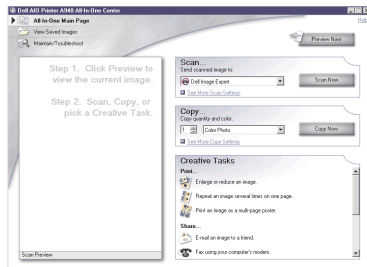 Dell AIO Printer A940 All-In-One Center
All-In-One Main Page
Help
View Saved Images
Maintain/Troubleshoot
Preview Now
Step 1. Click Preview to
view the current image.
Step 2. Scan, Copy, or
pick a Creative Task.
Scan Preview
Scan...
Send scanned image to:
Dell Image Expert
Scan Now
See More Scan Settings
Copy...
Copy quantity and color:
1
Color Photo
Copy Now
See More Copy Settings
Creative Tasks
Print...
Enlarge or reduce an image.
Repeat an image several times on one page.
Print an image as a multi-page poster.
Share...
E-mail an image to a friend.
Fax using your computer's modem.